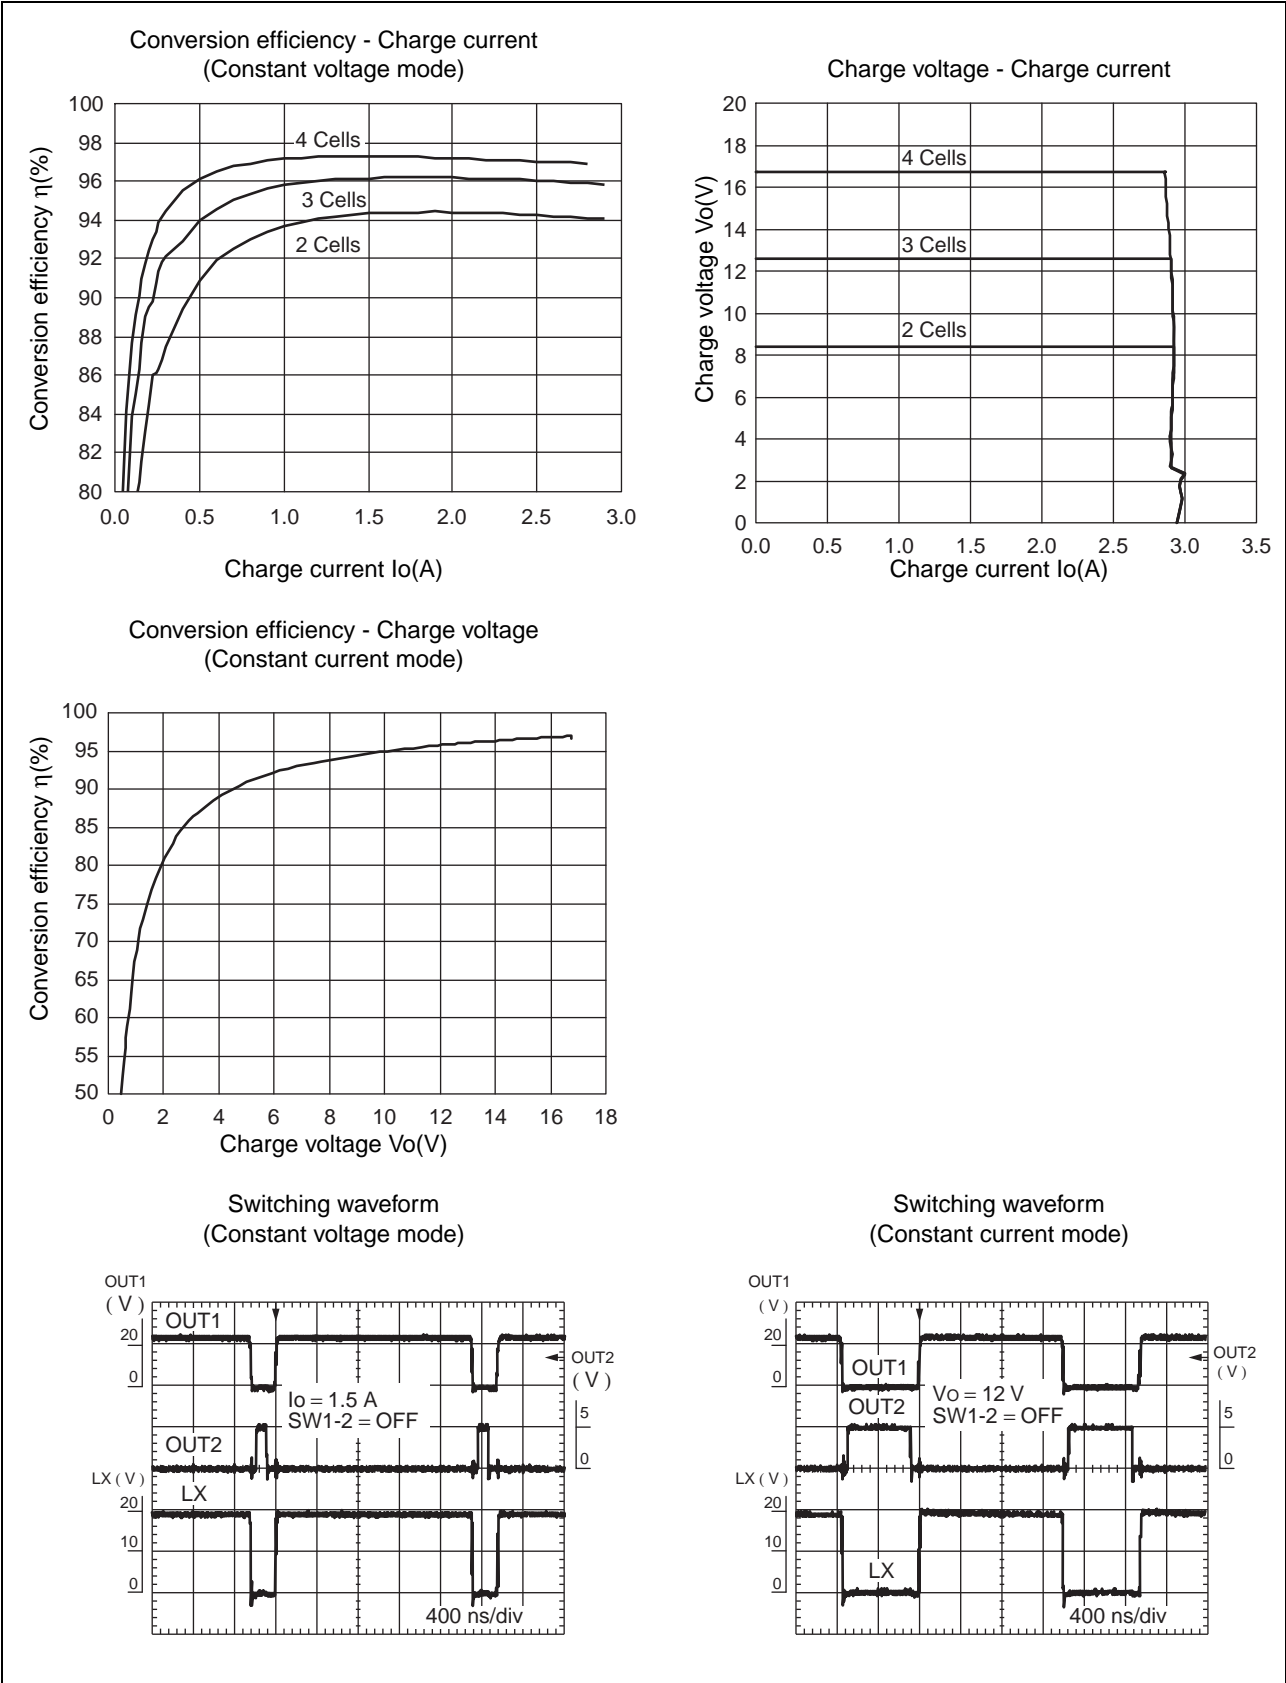 Conversion efficiency - Charge current
(Constant voltage mode)
Conversion efficiency η(%)
100
98
96
94
92
90
88
86
84
82
80
4 Cells
3 Cells
2 Cells
0.0 0.5 1.0 1.5 2.0 2.5 3.0
Charge current Io(A)
Charge voltage - Charge current
Charge voltage Vo(V)
20
18
16
14
12
10
8
6
4
2
0
4 Cells
3 Cells
2 Cells
0.0 0.5 1.0 1.5 2.0 2.5 3.0 3.5
Charge current Io(A)
Conversion efficiency - Charge voltage
(Constant current mode)
Conversion efficiency η(%)
100
95
90
85
80
75
70
65
60
55
50
0 2 4 6 8 10 12 14 16 18
Charge voltage Vo(V)
Switching waveform
(Constant voltage mode)
OUT1
(V)
OUT1
20
0
OUT2
(V)
Io = 1.5 A
SW1-2 = OFF
5
0
OUT2
LX (V)
LX
20
10
0
400 ns/div
Switching waveform
(Constant current mode)
OUT1
(V)
20
0
OUT1
OUT2
(V)
Vo = 12 V
SW1-2 = OFF
OUT2
5
0
LX (V)
20
10
0
LX
400 ns/div